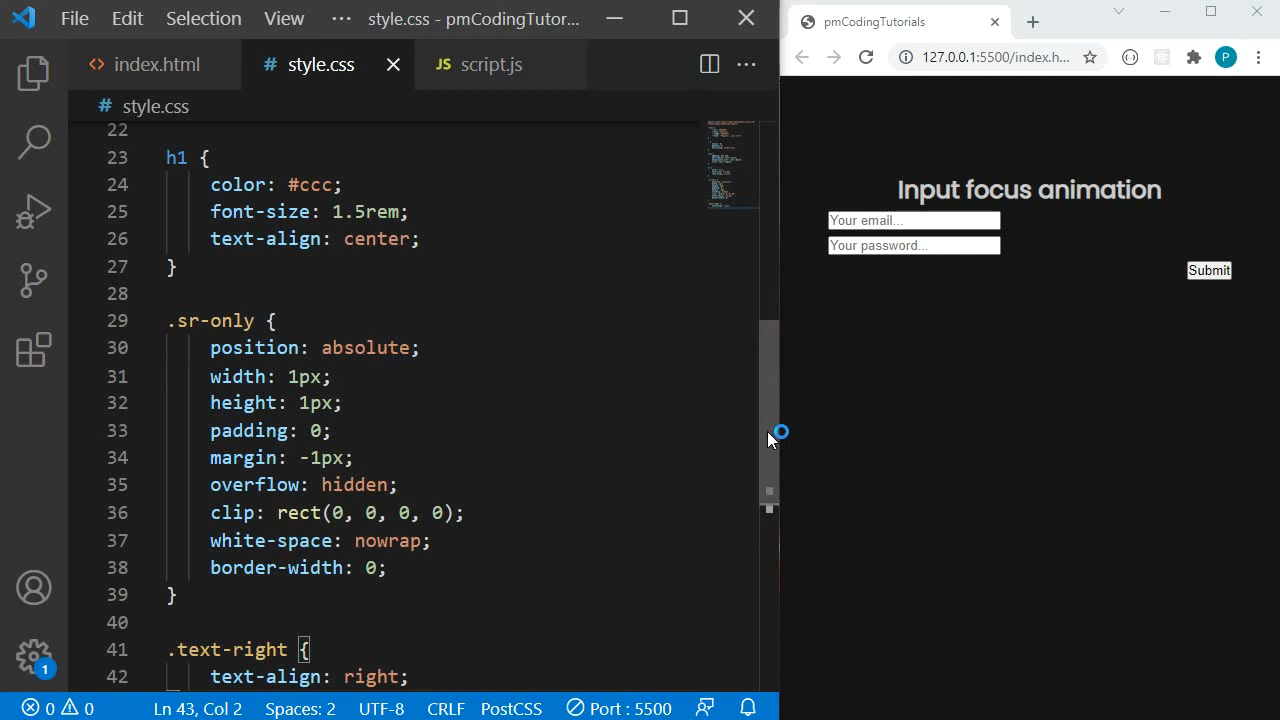 File Edit Selection View ··· style.css - pmCodingTutor...
index.html # style.css JS script.js ···
# style.css
22
23 h1 {
24 color: #ccc;
25 font-size: 1.5rem;
26 text-align: center;
27 }
28
29 .sr-only {
30 position: absolute;
31 width: 1px;
32 height: 1px;
33 padding: 0;
34 margin: -1px;
35 overflow: hidden;
36 clip: rect(0, 0, 0, 0);
37 white-space: nowrap;
38 border-width: 0;
39 }
40
41 .text-right {
42 text-align: right;
1
0 0 Ln 43, Col 2 Spaces: 2 UTF-8 CRLF PostCSS Port : 5500
pmCodingTutorials
127.0.0.1:5500/index.h... P
Input focus animation
Your email...
Your password...
Submit